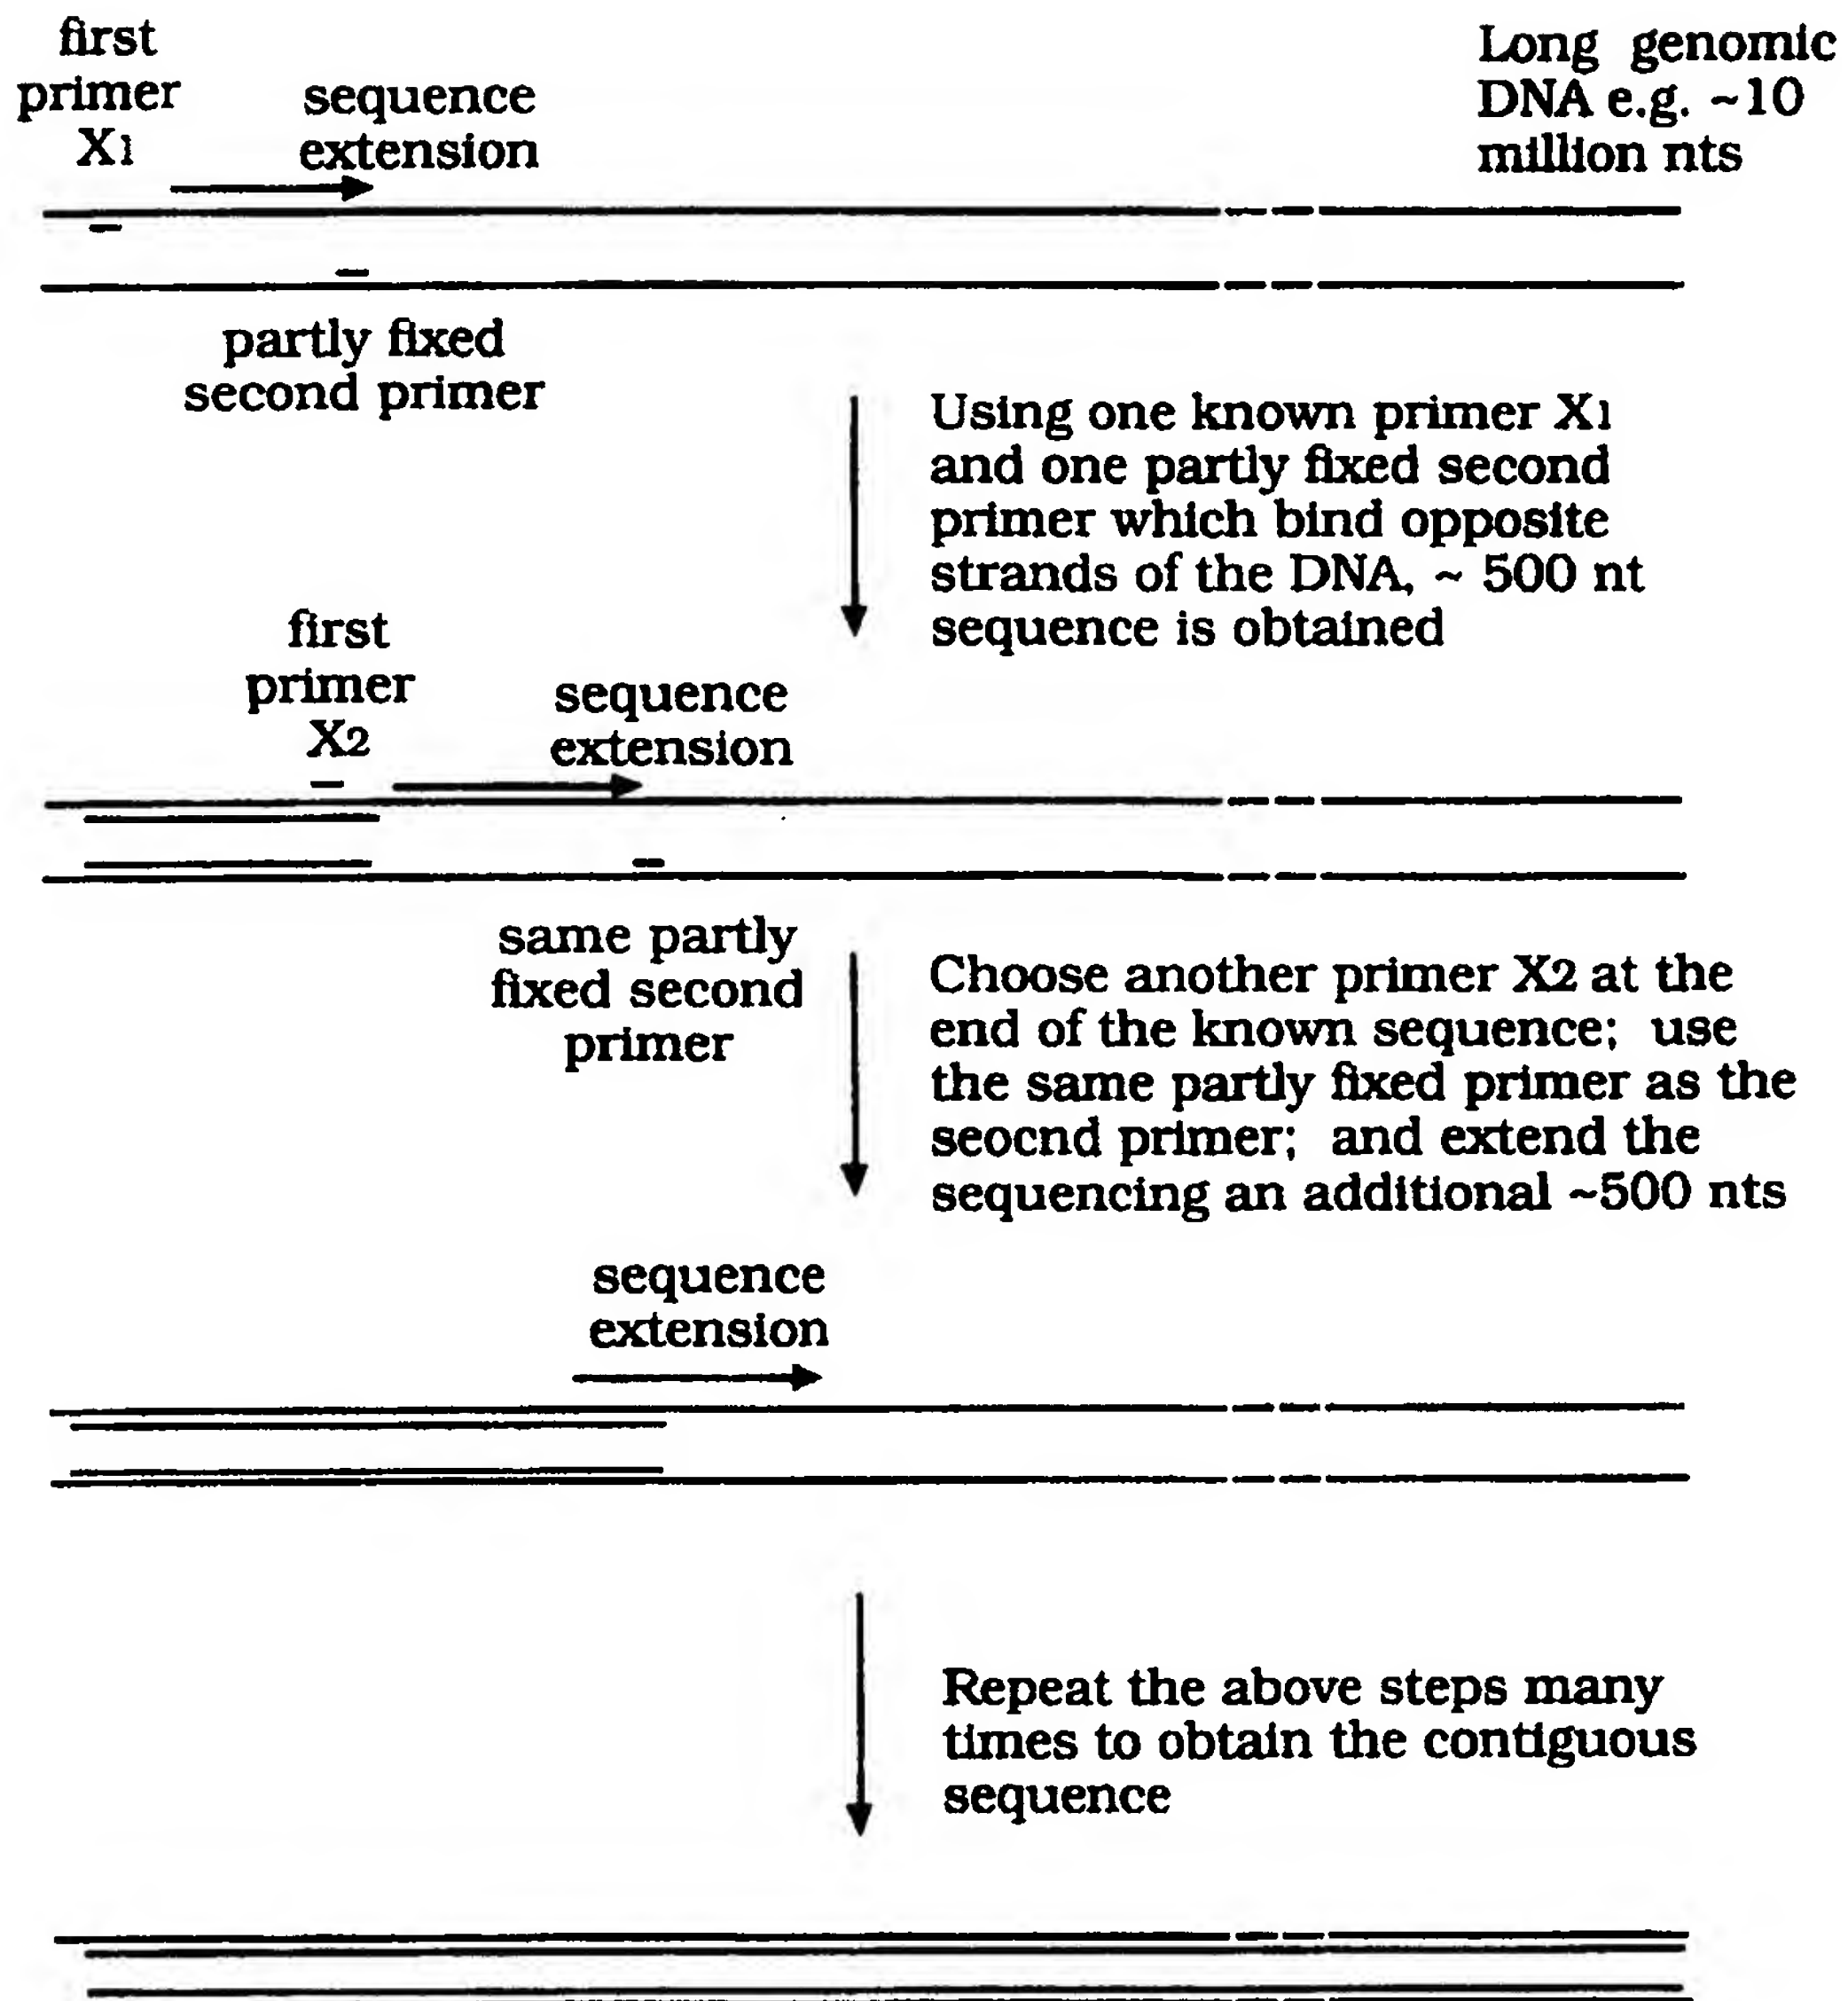 first
primer
X1
sequence
extension
Long genomic
DNA e.g. ~10
million nts
partly fixed
second primer
Using one known primer X1
and one partly fixed second
primer which bind opposite
strands of the DNA, ~ 500 nt
sequence is obtained
first
primer
X2
sequence
extension
same partly
fixed second
primer
Choose another primer X2 at the
end of the known sequence; use
the same partly fixed primer as the
seocnd primer; and extend the
sequencing an additional ~500 nts
sequence
extension
Repeat the above steps many
times to obtain the contiguous
sequence